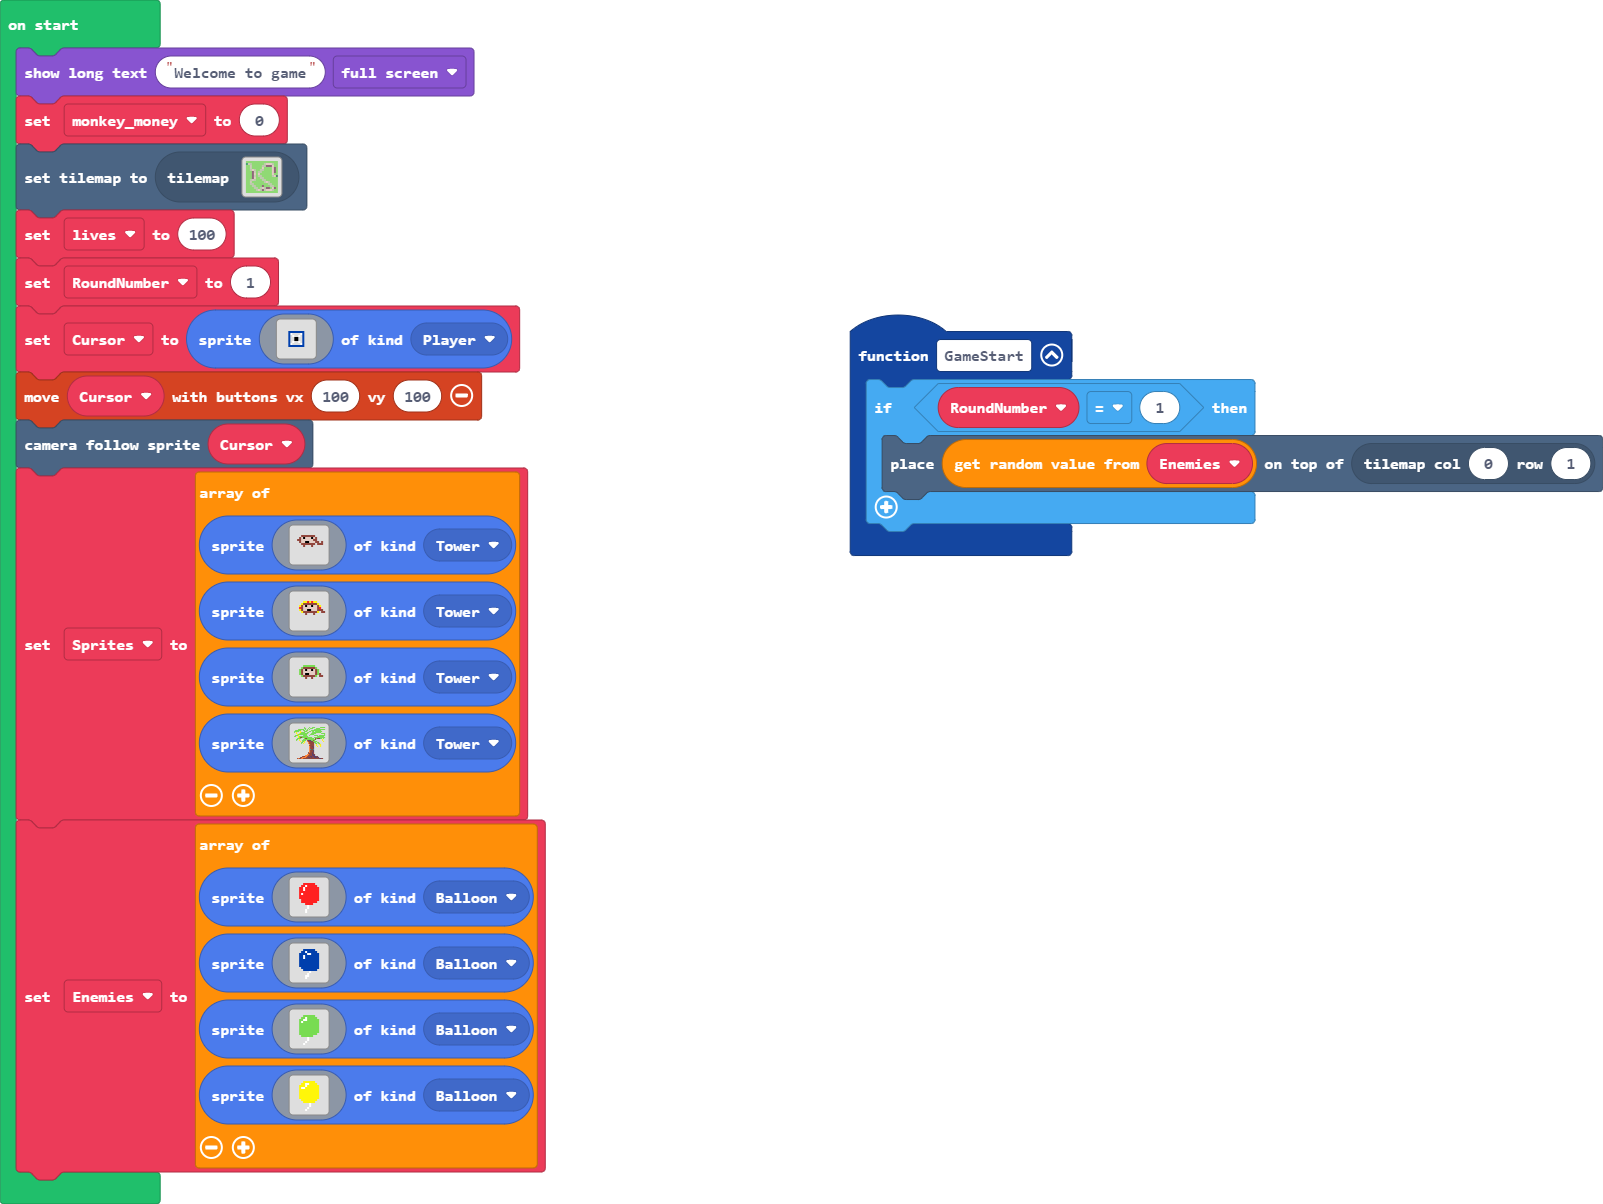 on start
show long text "Welcome to game" full screen
set monkey_money to 0
set tilemap to tilemap
set lives to 100
set RoundNumber to 1
set Cursor to sprite of kind Player
move Cursor with buttons vx 100 vy 100
camera follow sprite Cursor
set Sprites to
array of
sprite of kind Tower
sprite of kind Tower
sprite of kind Tower
sprite of kind Tower
set Enemies to
array of
sprite of kind Balloon
sprite of kind Balloon
sprite of kind Balloon
sprite of kind Balloon
function GameStart
if RoundNumber = 1 then
place get random value from Enemies on top of tilemap col 0 row 1